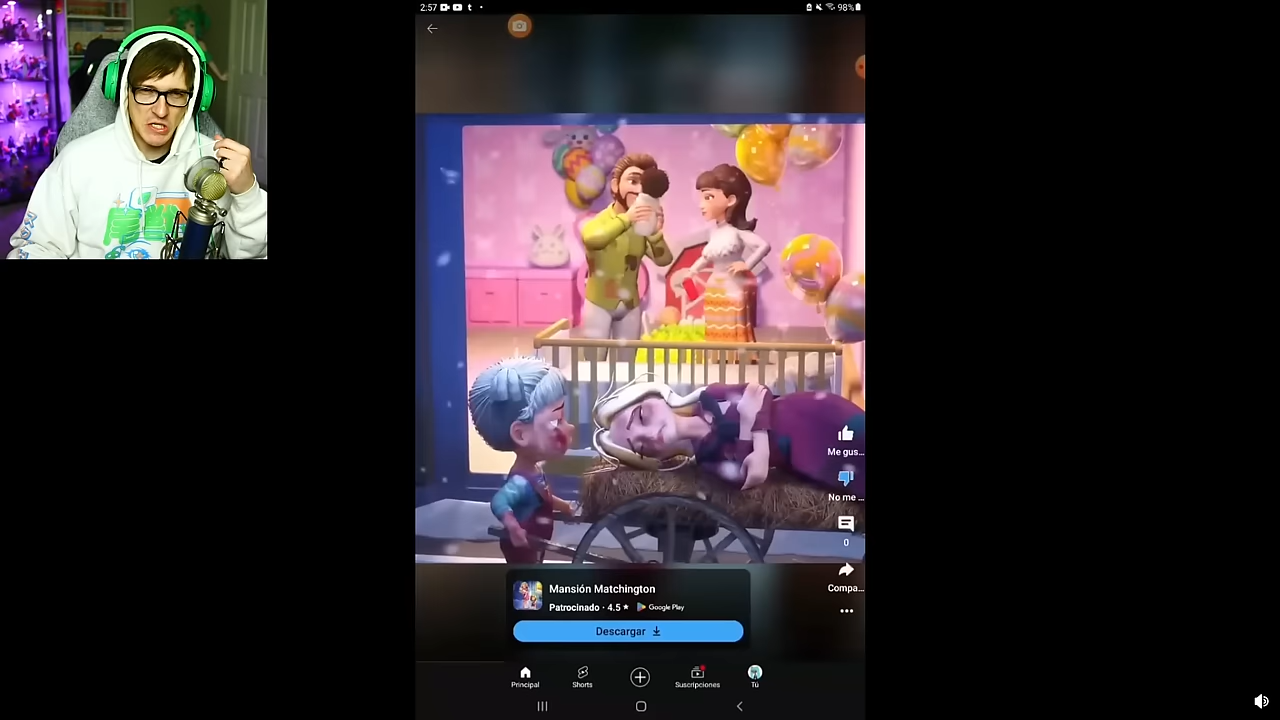 2:57
98%
Me gus...
No me ...
0
Compa...
Mansión Matchington
Patrocinado · 4.5 ★ Google Play
Descargar
Principal
Shorts
Suscripciones
Tú